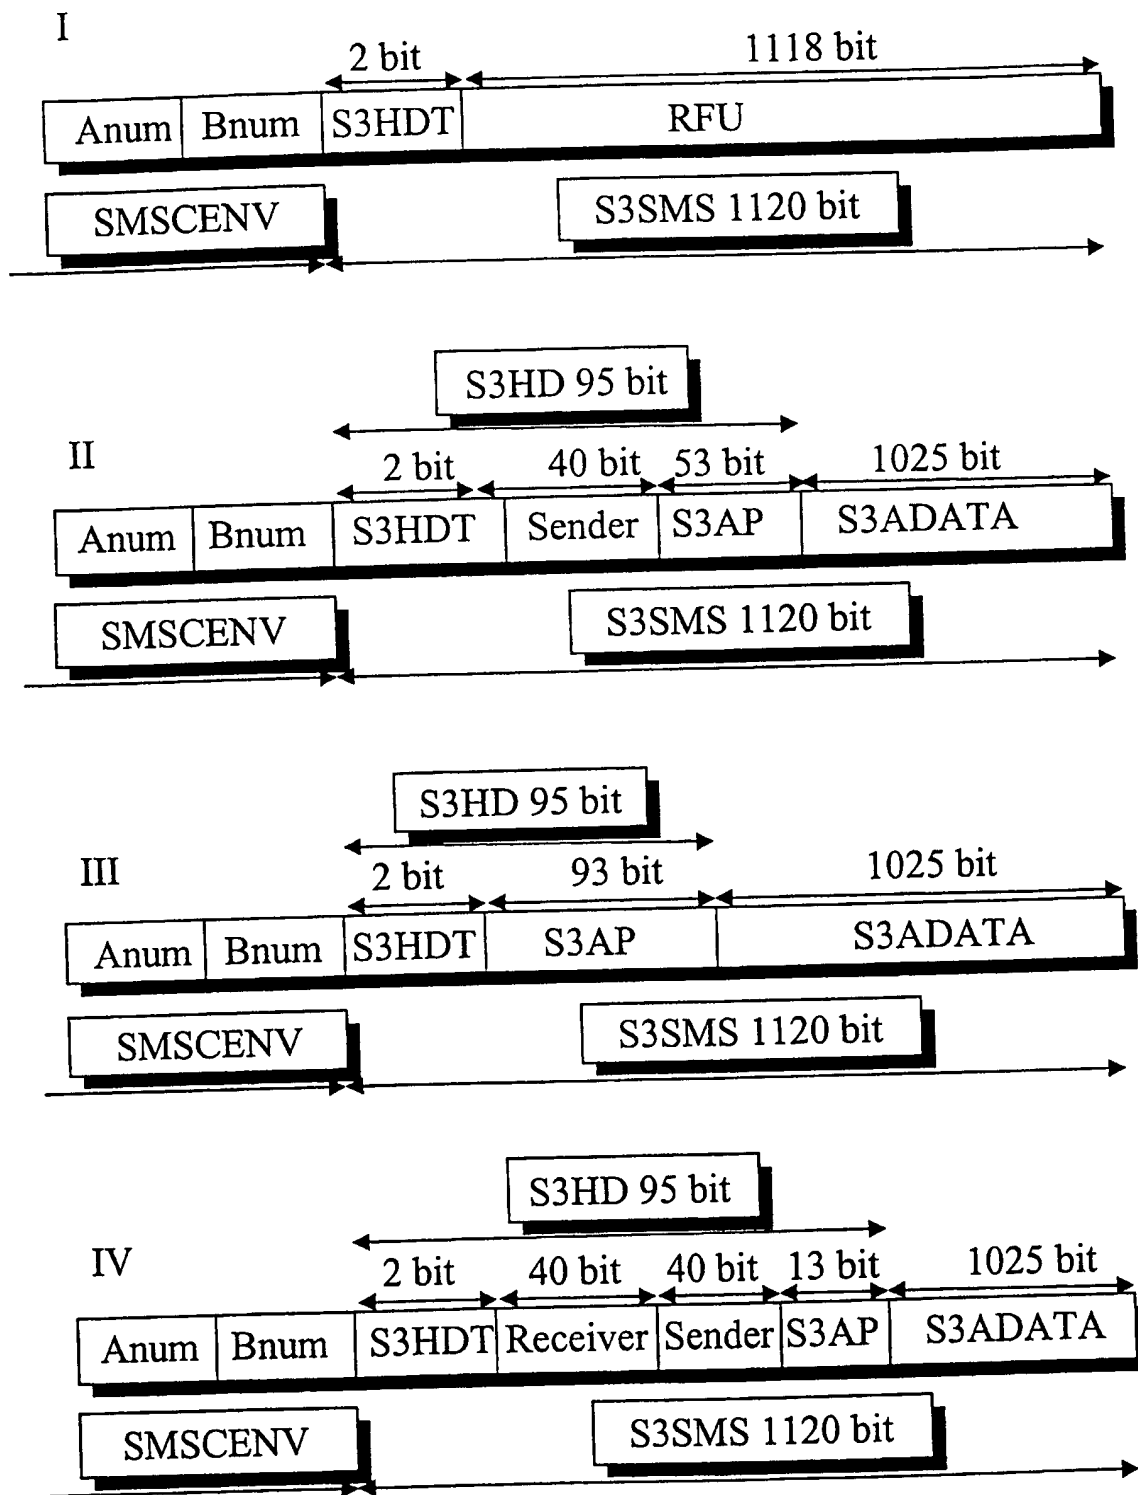 I
2 bit 1118 bit
Anum Bnum S3HDT RFU
SMSCENV S3SMS 1120 bit
S3HD 95 bit
II
2 bit 40 bit 53 bit 1025 bit
Anum Bnum S3HDT Sender S3AP S3ADATA
SMSCENV S3SMS 1120 bit
S3HD 95 bit
III
2 bit 93 bit 1025 bit
Anum Bnum S3HDT S3AP S3ADATA
SMSCENV S3SMS 1120 bit
S3HD 95 bit
IV
2 bit 40 bit 40 bit 13 bit 1025 bit
Anum Bnum S3HDT Receiver Sender S3AP S3ADATA
SMSCENV S3SMS 1120 bit